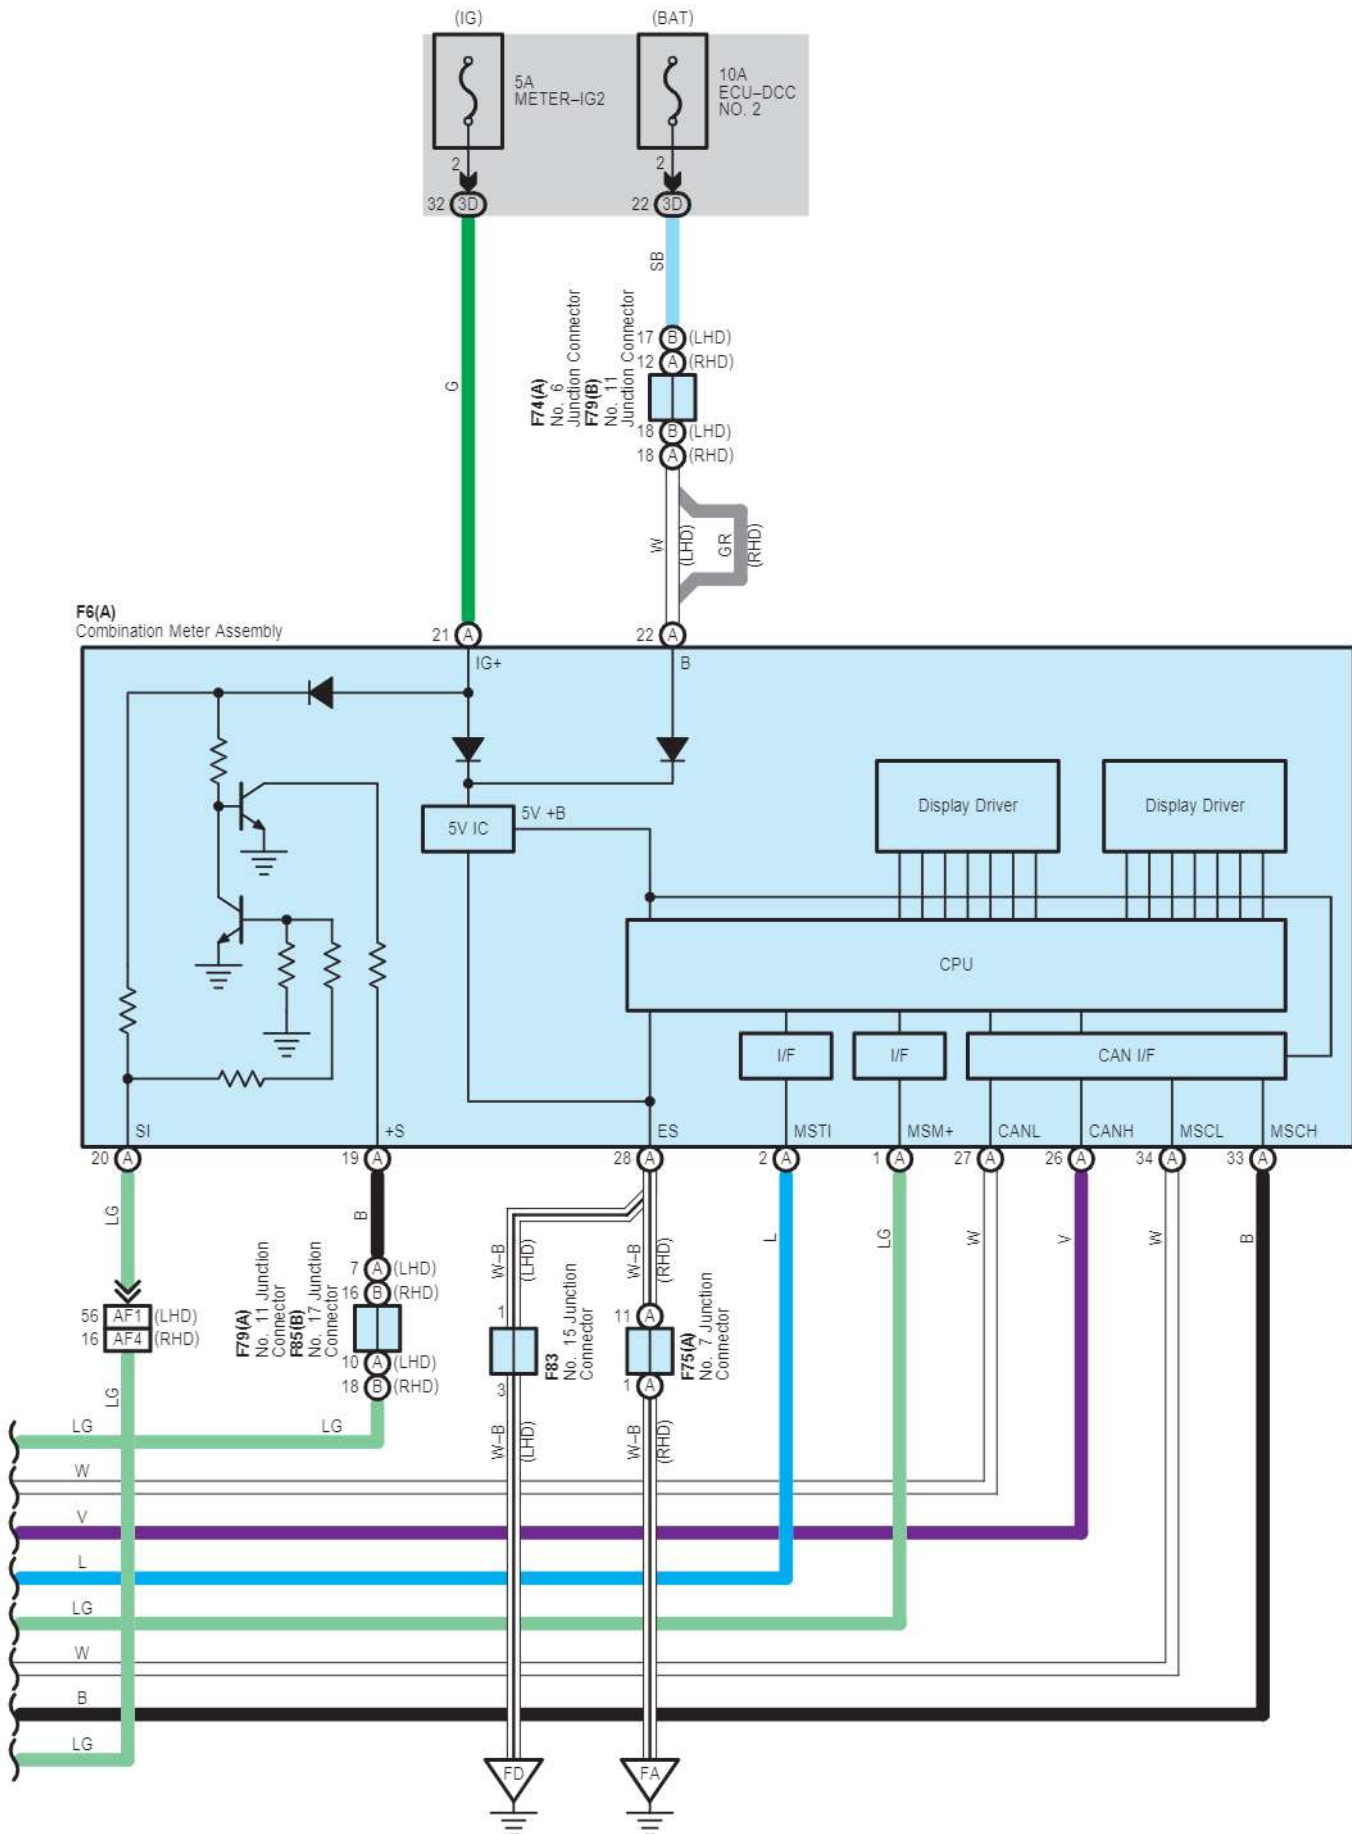 (IG)
(BAT)
5A
METER–IG2
10A
ECU–DCC
NO. 2
2
2
32 3D
22 3D
G
SB
F74(A)
No. 6
Junction Connector
F79(B)
No. 11
Junction Connector
17 B (LHD)
12 A (RHD)
18 B (LHD)
18 A (RHD)
W
(LHD)
GR
(RHD)
F6(A)
Combination Meter Assembly
21 A
22 A
IG+
B
5V IC
5V +B
Display Driver
Display Driver
CPU
I/F
I/F
CAN I/F
SI
+S
ES
MSTI
MSM+
CANL
CANH
MSCL
MSCH
20 A
19 A
28 A
2 A
1 A
27 A
26 A
34 A
33 A
LG
B
W–B
(LHD)
W–B
(RHD)
L
LG
W
V
W
B
56 AF1 (LHD)
16 AF4 (RHD)
F79(A)
No. 11 Junction
Connector
F85(B)
No. 17 Junction
Connector
7 A (LHD)
16 B (RHD)
10 A (LHD)
18 B (RHD)
1
3
F83
No. 15 Junction
Connector
11 A
1 A
F75(A)
No. 7 Junction
Connector
LG
W–B
(LHD)
W–B
(RHD)
LG
LG
W
V
L
LG
W
B
LG
FD
FA